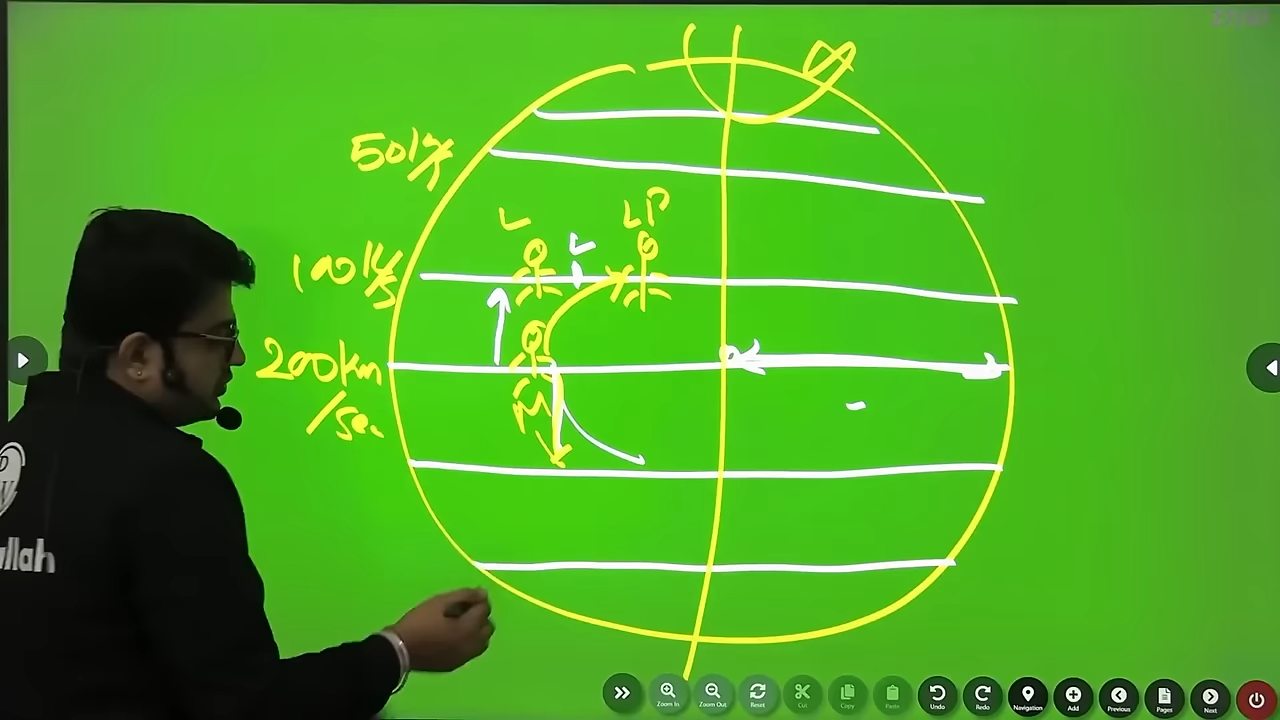 50km/s
L
LP
L
100km/s
200km
/sec
M
D
W
ullah
Zoom In
Zoom Out
Reset
Cut
Copy
Paste
Undo
Redo
Navigation
Add
Previous
Pages
Next